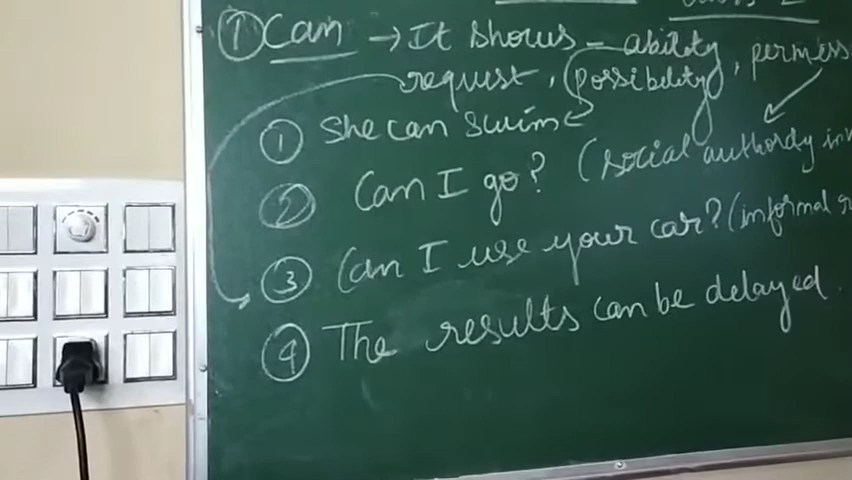 ① Can → It shows – ability
request, possibility, permiss
① She can swim
② Can I go? (social authority inv
③ Can I use your car? (informal
④ The results can be delayed.